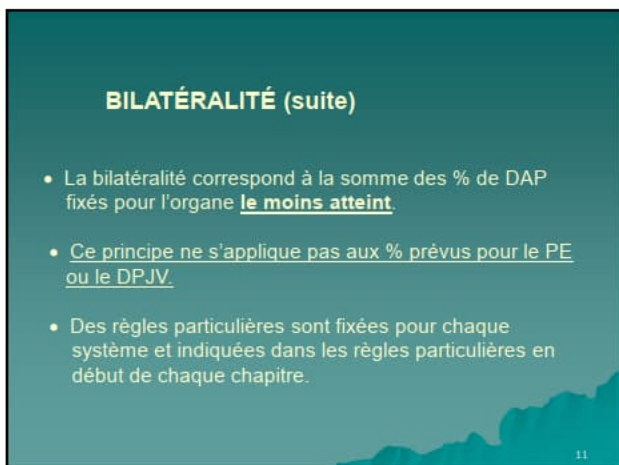 BILATÉRALITÉ (suite)
• La bilatéralité correspond à la somme des % de DAP
fixés pour l'organe le moins atteint.
• Ce principe ne s'applique pas aux % prévus pour le PE
ou le DPJV.
• Des règles particulières sont fixées pour chaque
système et indiquées dans les règles particulières en
début de chaque chapitre.
11